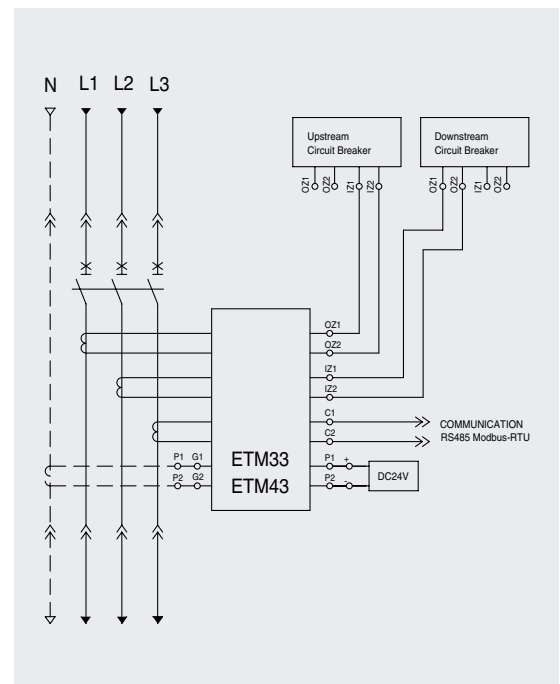 N L1 L2 L3
Upstream
Circuit Breaker
Downstream
Circuit Breaker
OZ1 OZ2 IZ1 IZ2
OZ1 OZ2 IZ1 OZ2
OZ1
OZ2
IZ1
IZ2
C1
C2
COMMUNICATION
RS485 Modbus-RTU
P1 G1
P2 G2
ETM33
ETM43
P1 +
P2 -
DC24V